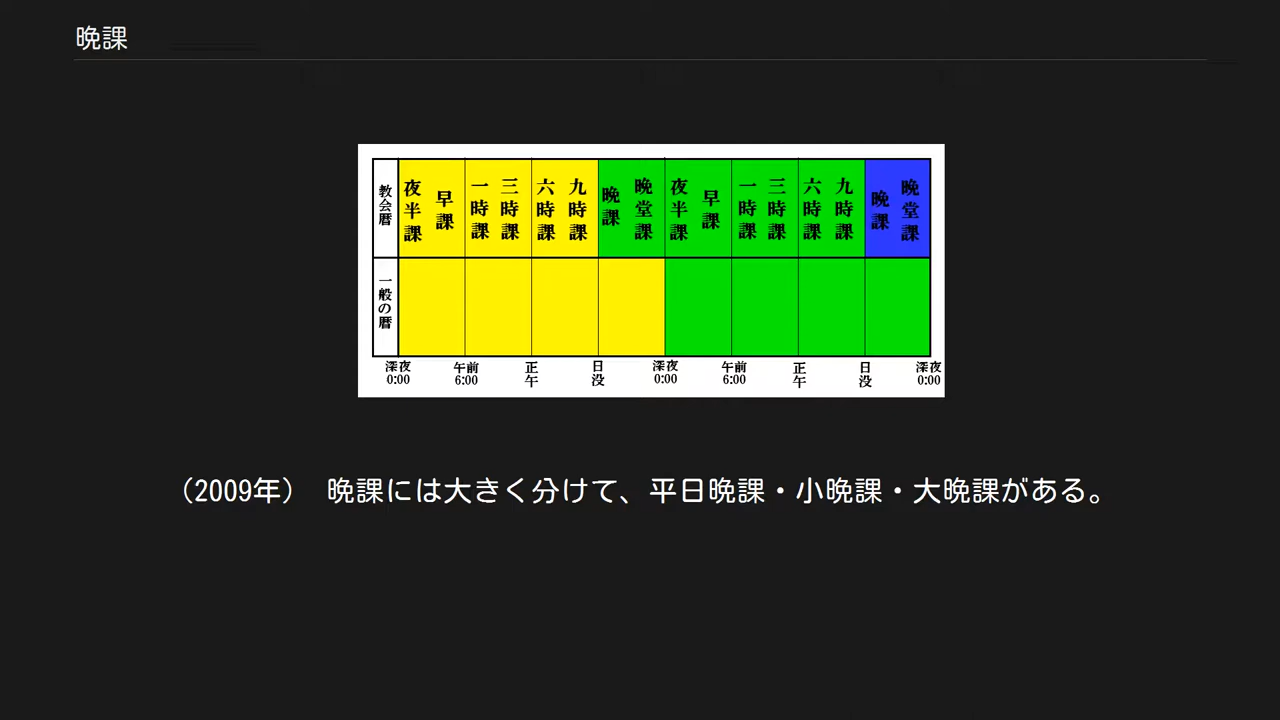 晩課
教会暦 夜半課 早課 一時課 三時課 六時課 九時課 晩課 晩堂課 夜半課 早課 一時課 三時課 六時課 九時課 晩課 晩堂課
一般の暦
深夜 0:00 午前 6:00 正午 日没 深夜 0:00 午前 6:00 正午 日没 深夜 0:00
(2009年) 晩課には大きく分けて、平日晩課・小晩課・大晩課がある。